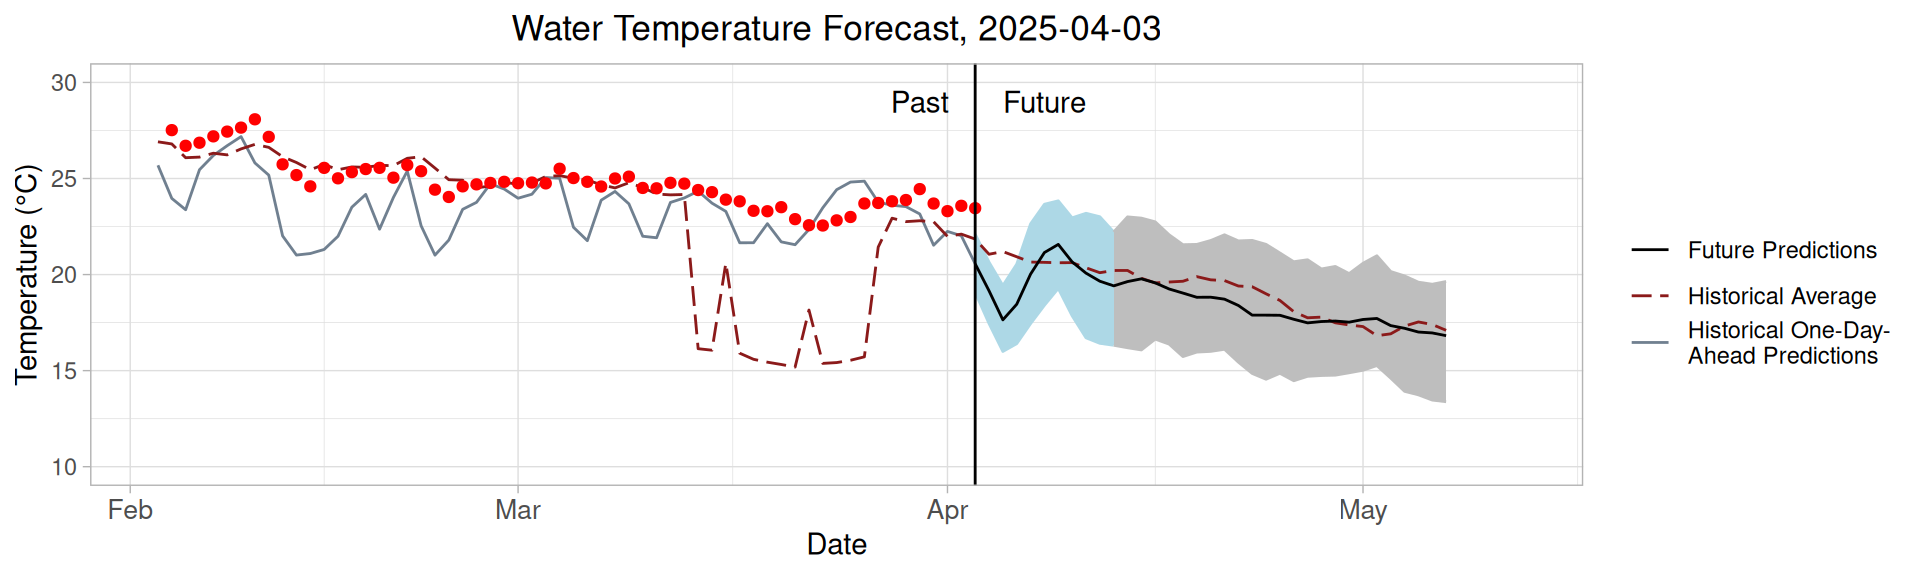 Water Temperature Forecast, 2025-04-03
30
25
20
15
10
Temperature (°C)
Past
Future
Feb
Mar
Apr
May
Date
Future Predictions
Historical Average
Historical One-Day-
Ahead Predictions